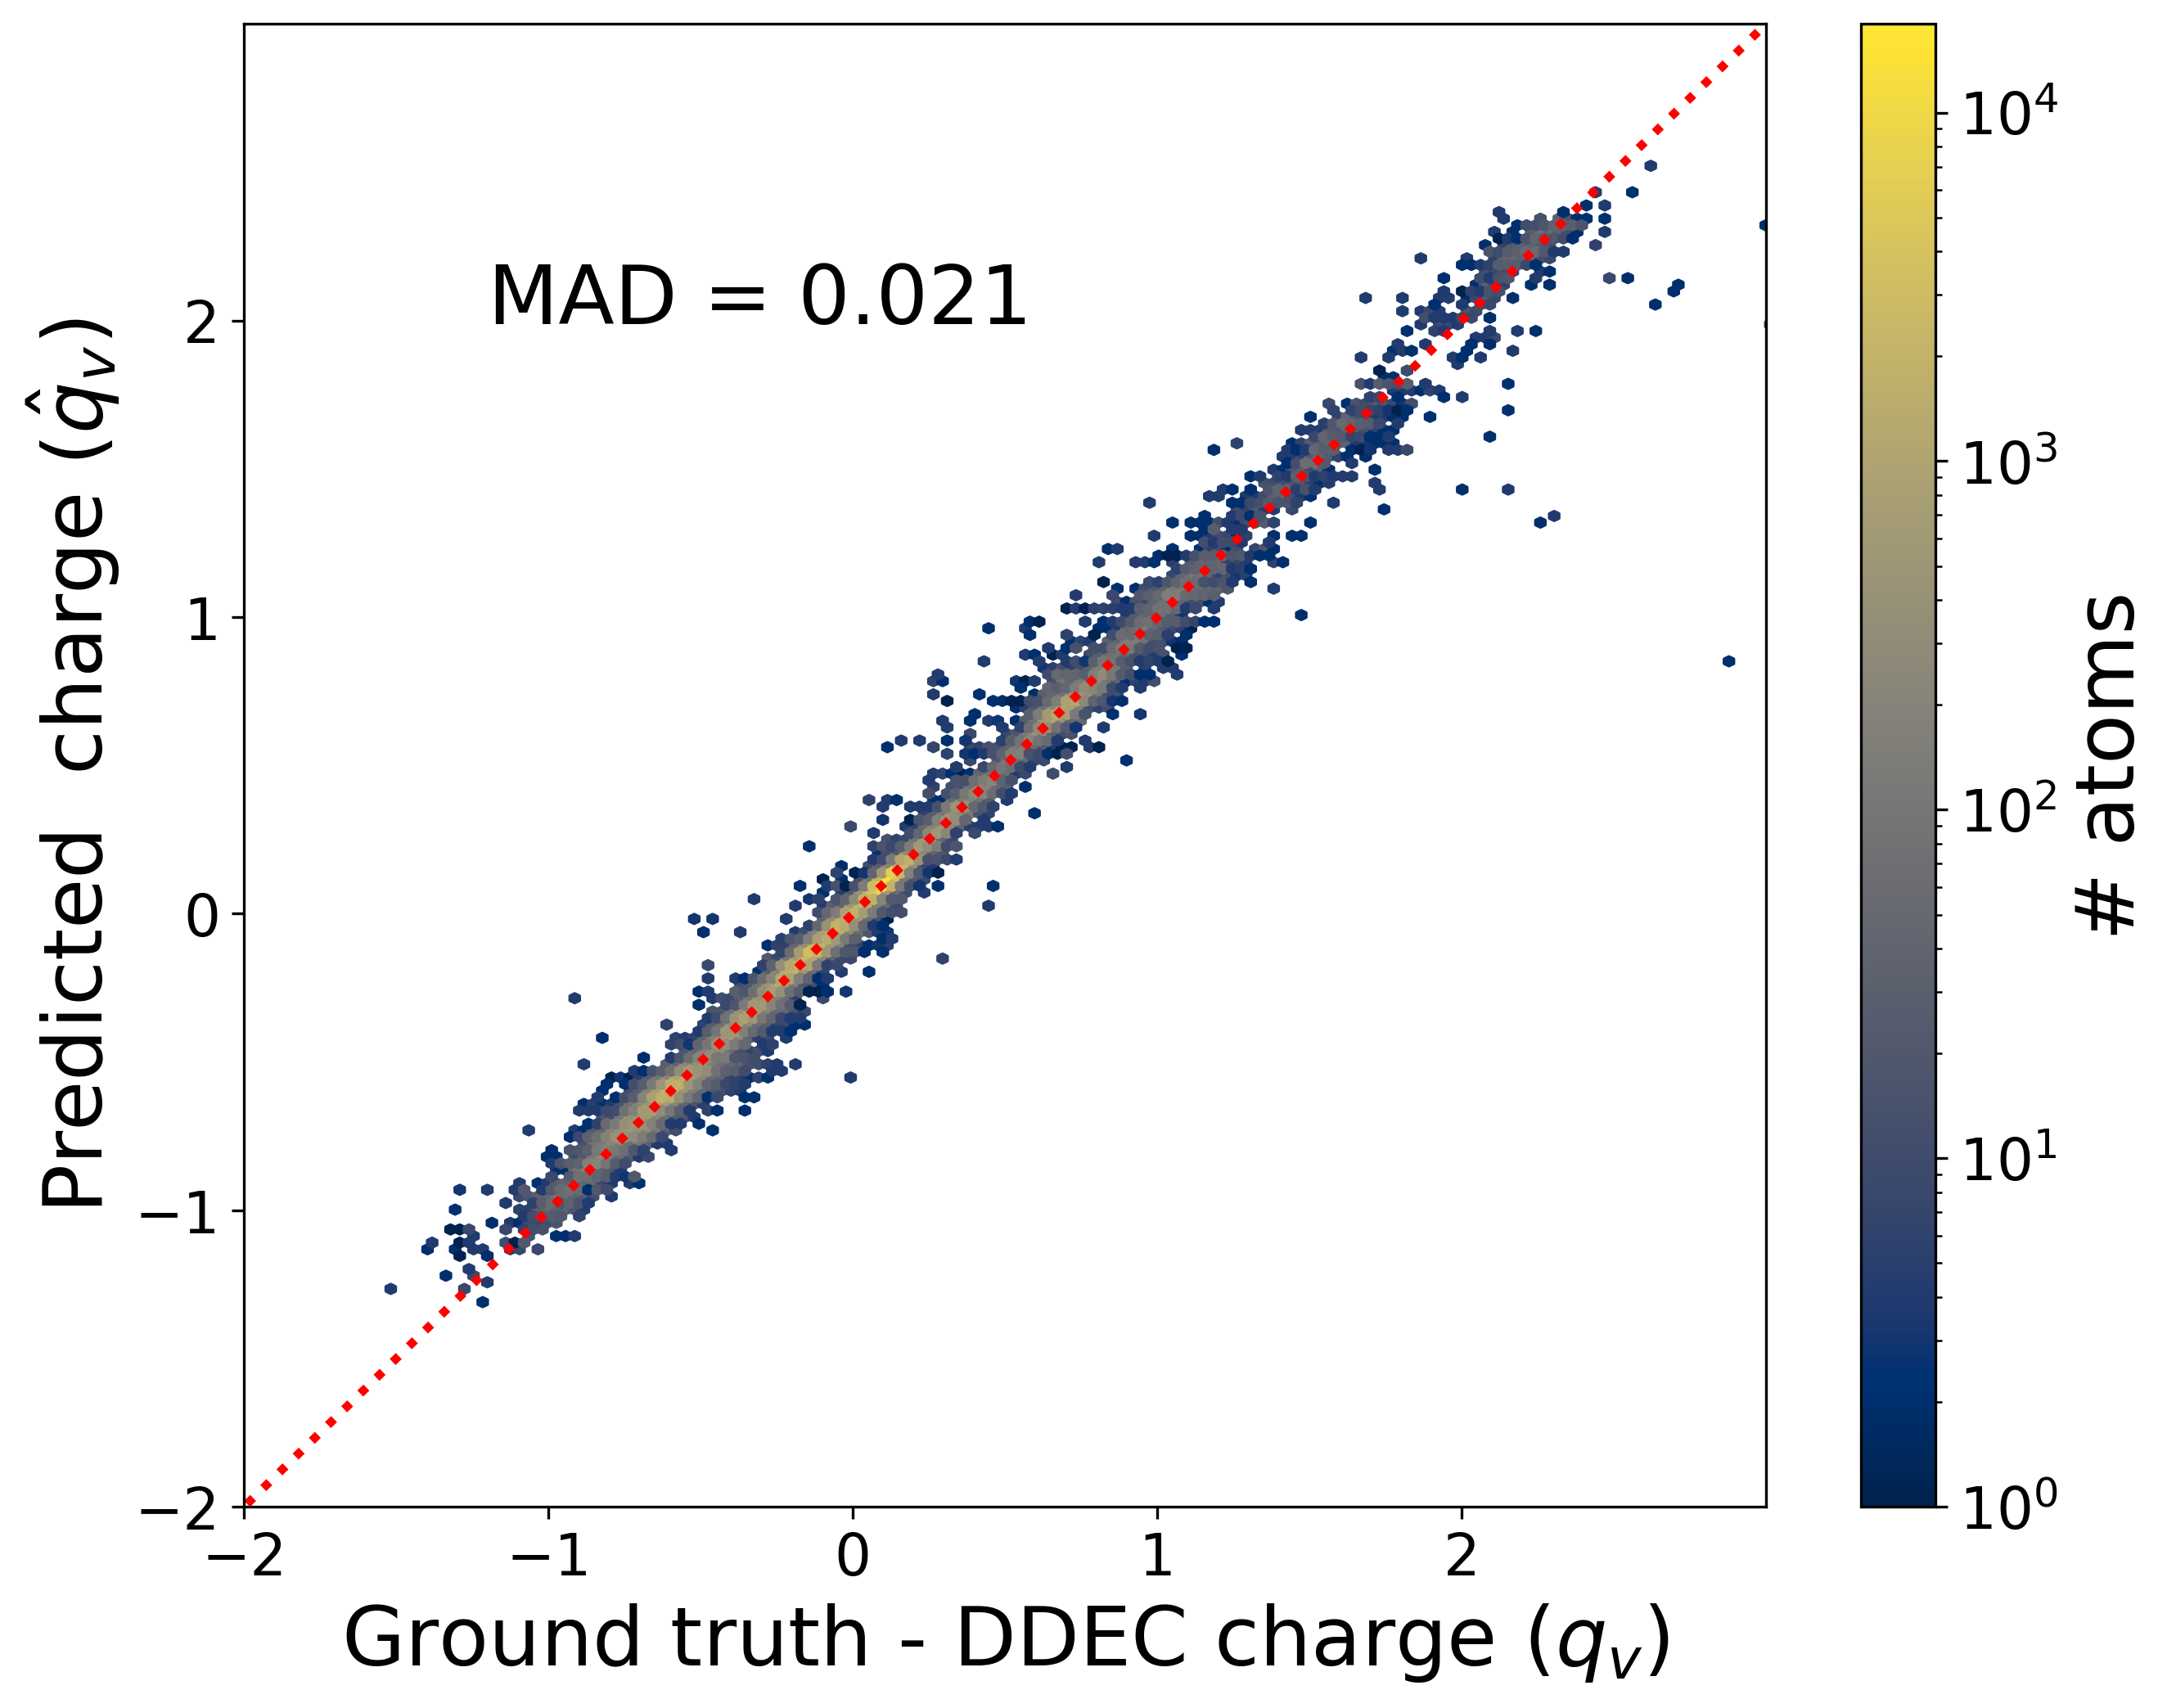 MAD = 0.021
Predicted charge (q̂ᵥ)
2
1
0
−1
−2
−2 −1 0 1 2
Ground truth - DDEC charge (qᵥ)
10⁴
10³
10²
10¹
10⁰
# atoms